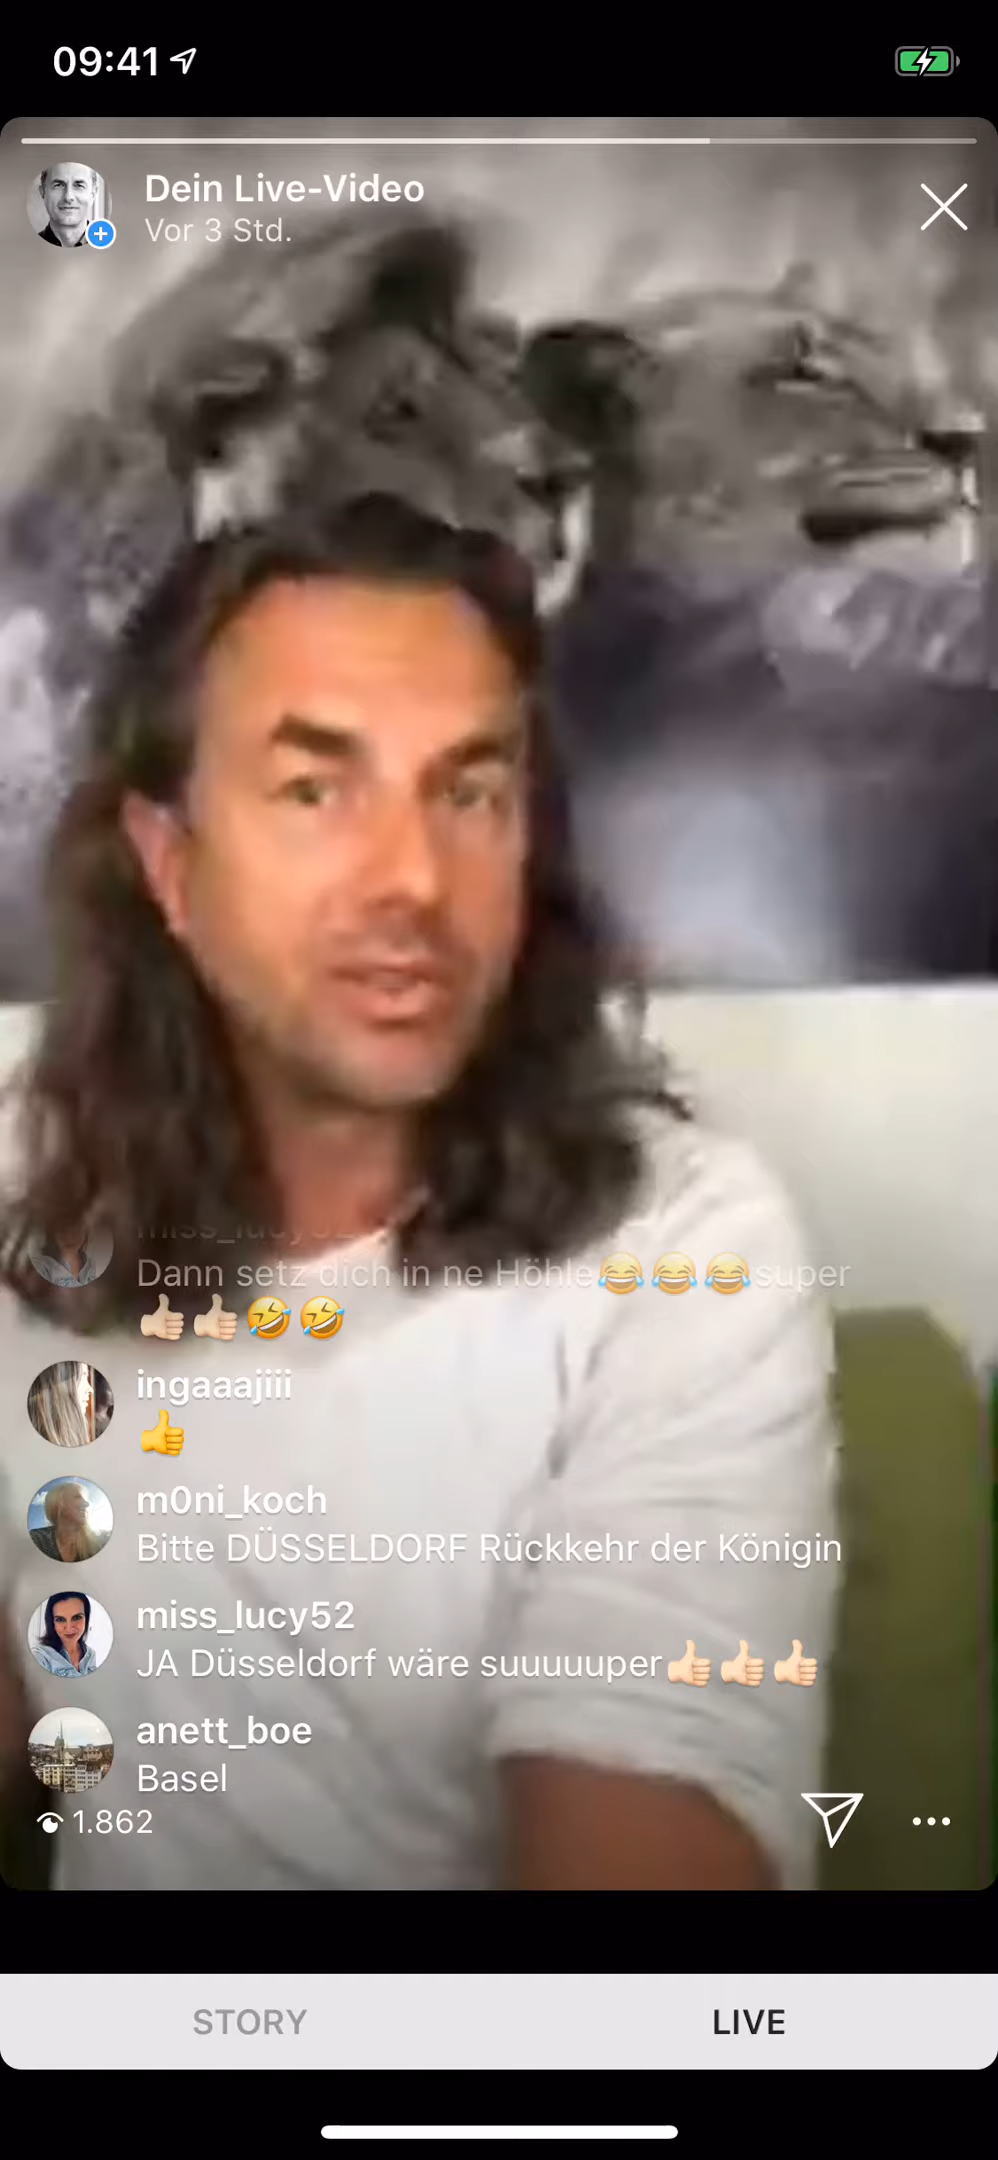 09:41
Dein Live-Video
Vor 3 Std.
miss_lucy52
Dann setz dich in ne Höhle😂😂😂super
👍🏻👍🏻🤣🤣
ingaaajiii
👍
m0ni_koch
Bitte DÜSSELDORF Rückkehr der Königin
miss_lucy52
JA Düsseldorf wäre suuuuuper👍🏻👍🏻👍🏻
anett_boe
Basel
1.862
STORY
LIVE